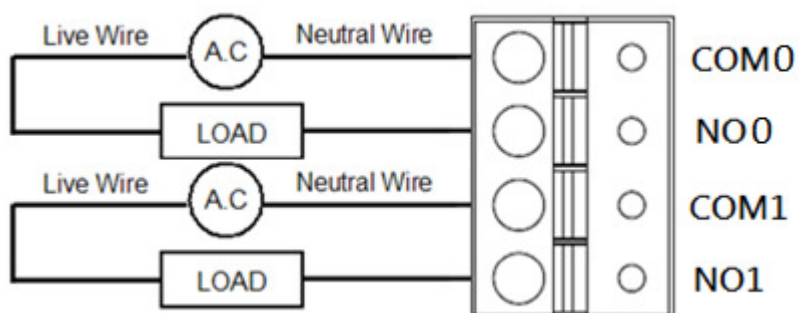 Live Wire A.C Neutral Wire COM0
LOAD NO0
Live Wire A.C Neutral Wire COM1
LOAD NO1